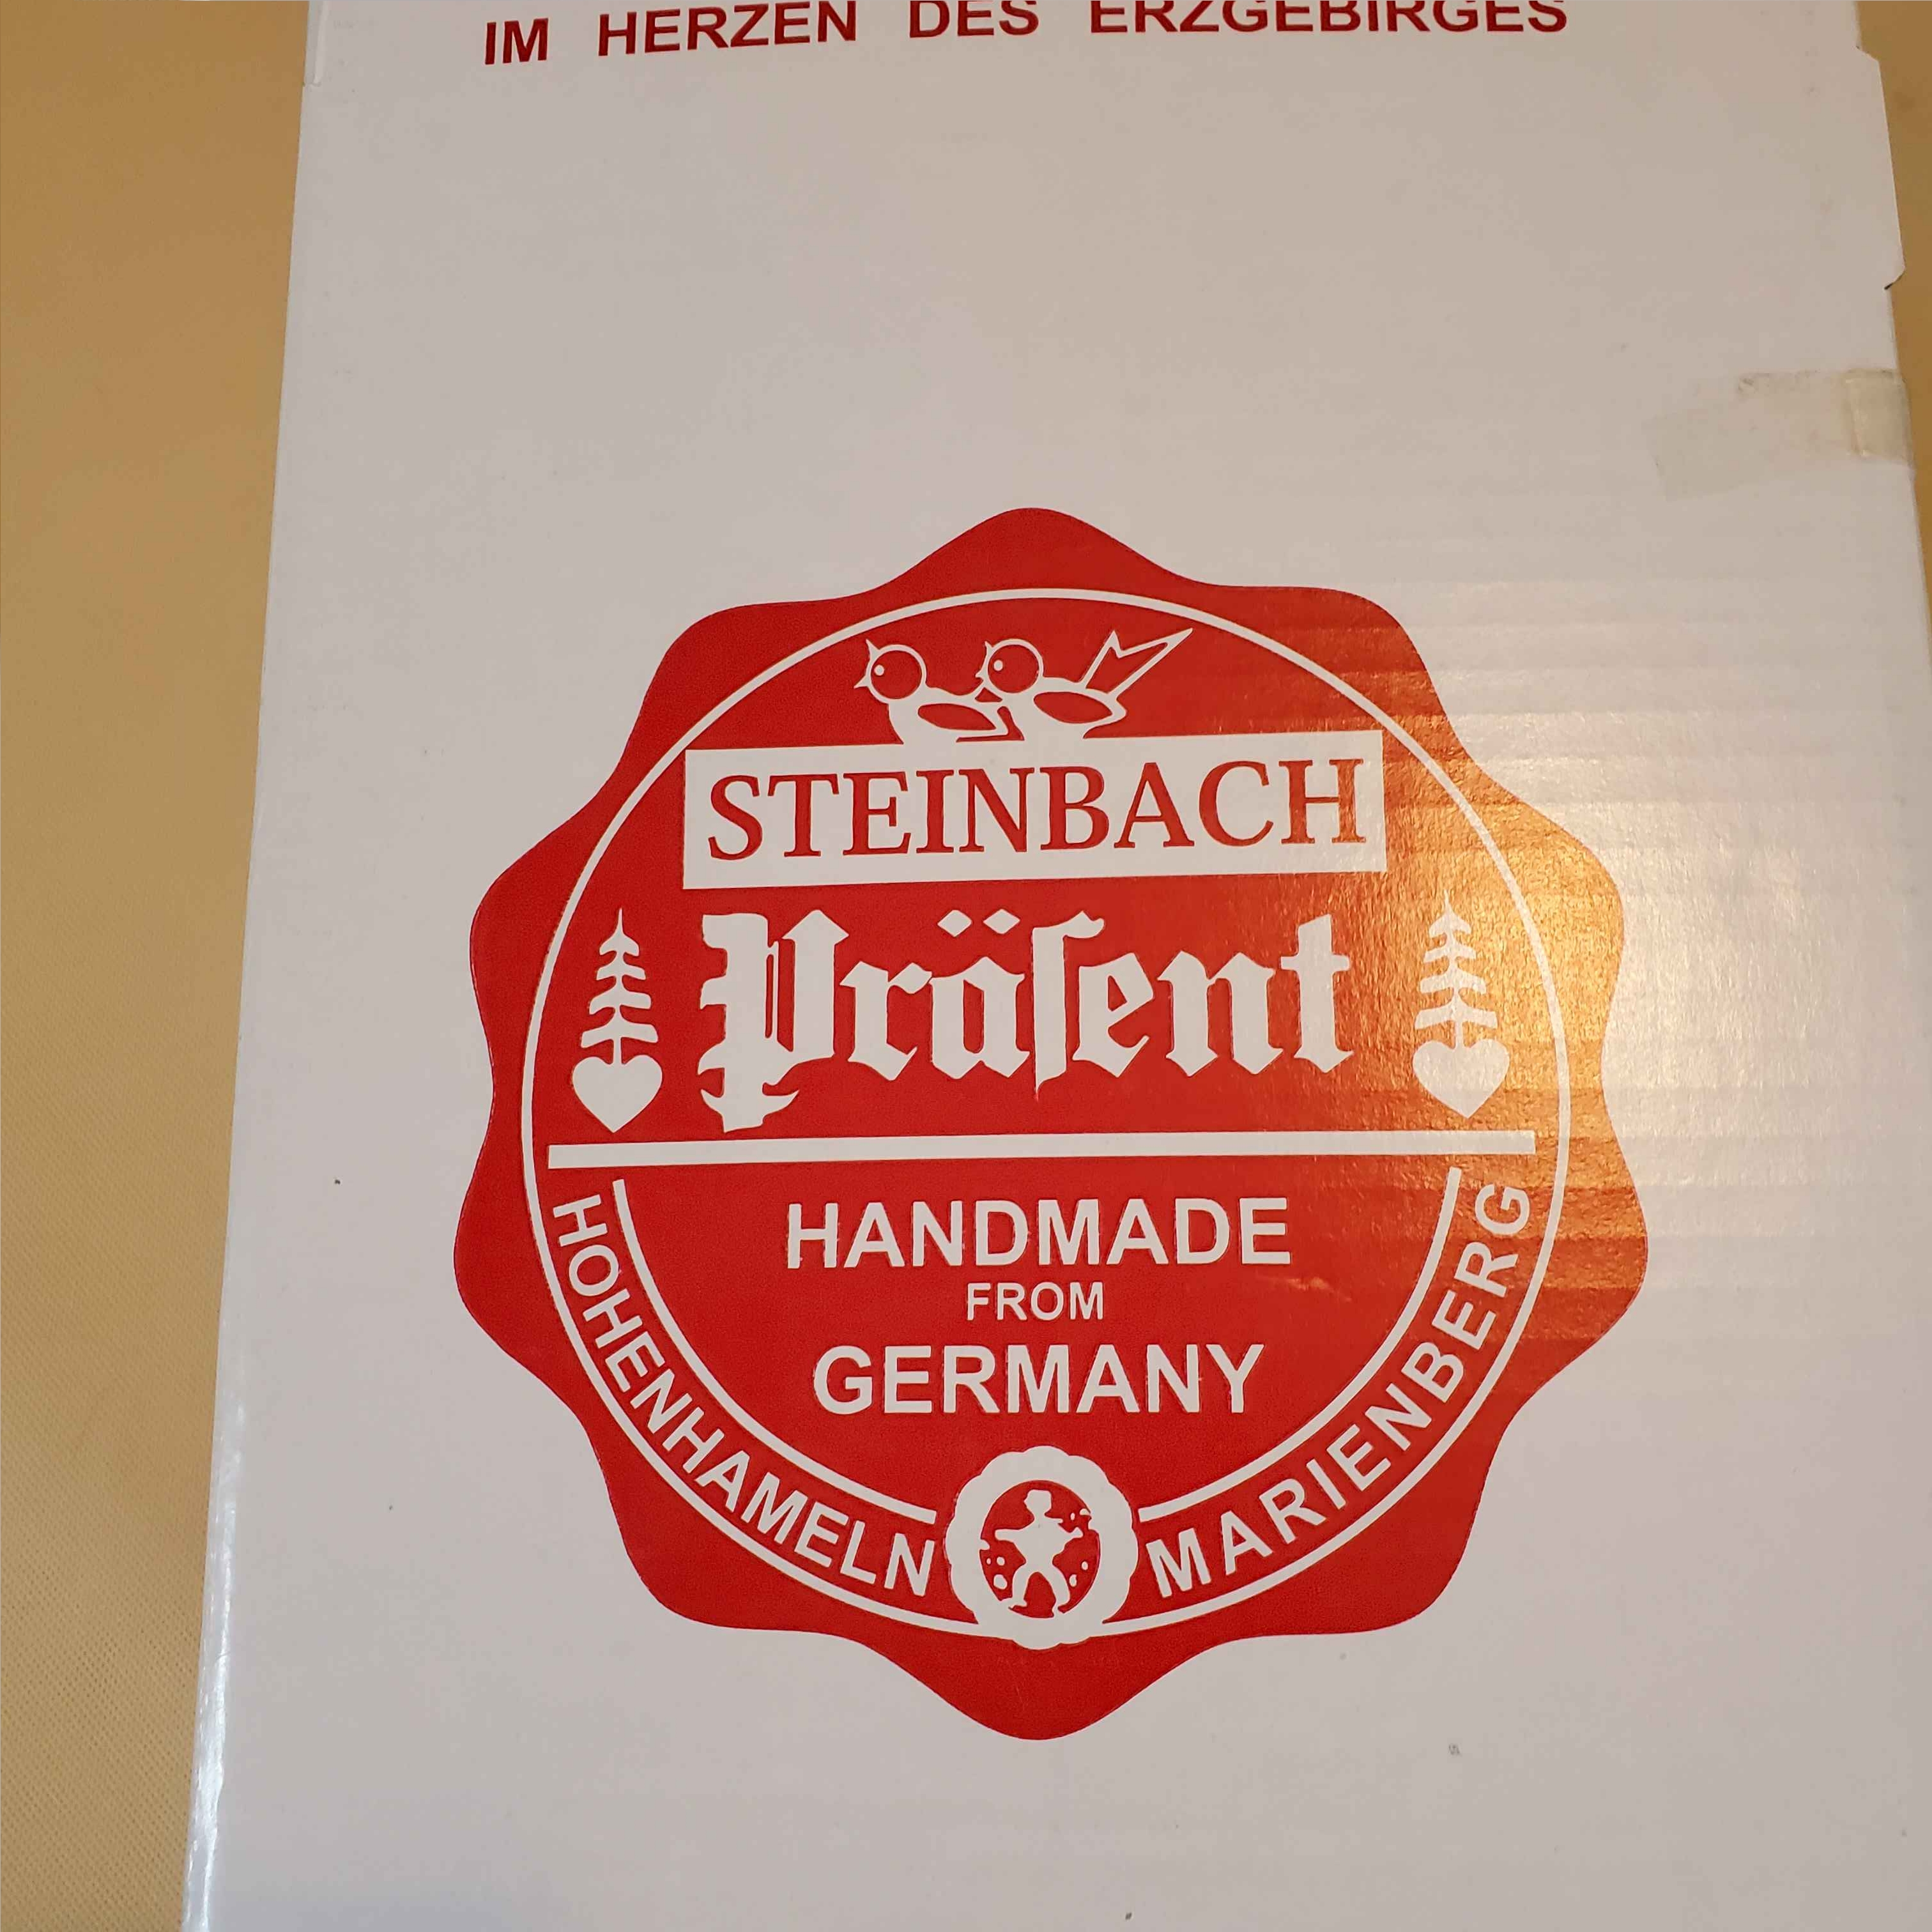 IM HERZEN DES ERZGEBIRGES
STEINBACH
Präſent
HANDMADE
FROM
GERMANY
HOHENHAMELN
MARIENBERG